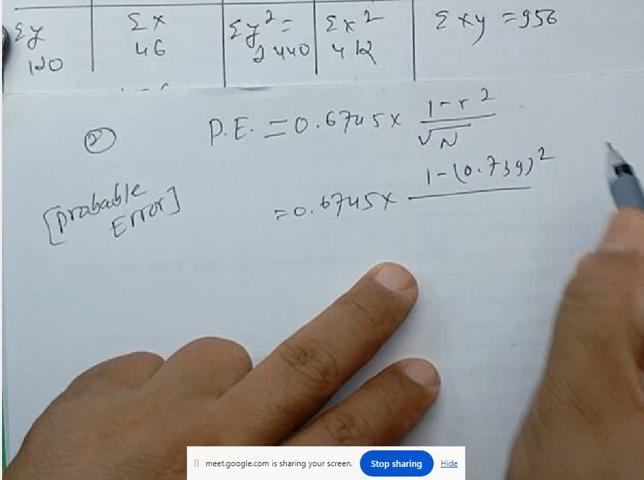 Σy Σx Σy² = Σx² Σxy = 956
120 46 2440 412
② P.E. = 0.6745 × 1-r² / √N
[Probable Error]
= 0.6745 × 1-(0.739)²
meet.google.com is sharing your screen. Stop sharing Hide